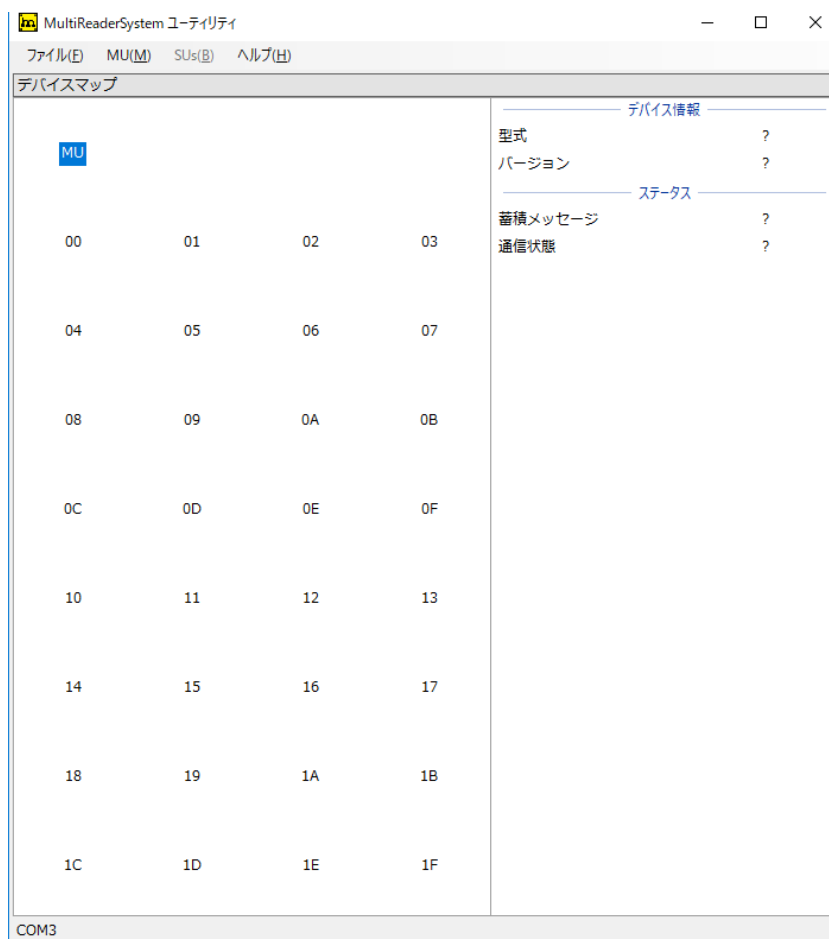 MultiReaderSystem ユーティリティ
ファイル(F) MU(M) SUs(B) ヘルプ(H)
デバイスマップ
MU
00 01 02 03
04 05 06 07
08 09 0A 0B
0C 0D 0E 0F
10 11 12 13
14 15 16 17
18 19 1A 1B
1C 1D 1E 1F
デバイス情報
型式 ?
バージョン ?
ステータス
蓄積メッセージ ?
通信状態 ?
COM3